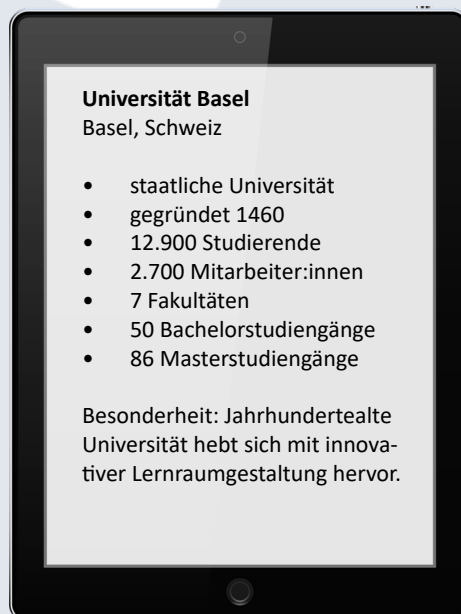 Universität Basel
Basel, Schweiz
• staatliche Universität
• gegründet 1460
• 12.900 Studierende
• 2.700 Mitarbeiter:innen
• 7 Fakultäten
• 50 Bachelorstudiengänge
• 86 Masterstudiengänge
Besonderheit: Jahrhundertealte
Universität hebt sich mit innova-
tiver Lernraumgestaltung hervor.